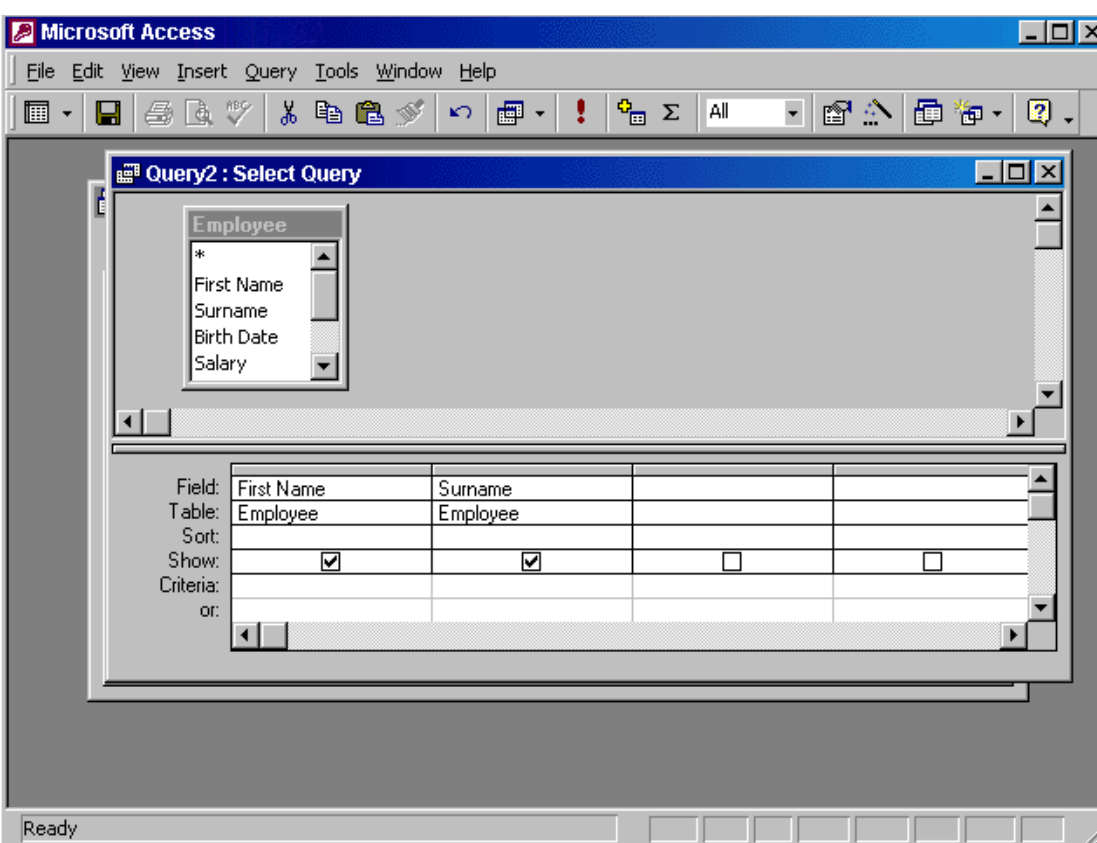 Microsoft Access
File Edit View Insert Query Tools Window Help
ABC Σ All
Query2 : Select Query
Employee
*
First Name
Surname
Birth Date
Salary
Field: First Name Surname
Table: Employee Employee
Sort:
Show:
Criteria:
or:
Ready